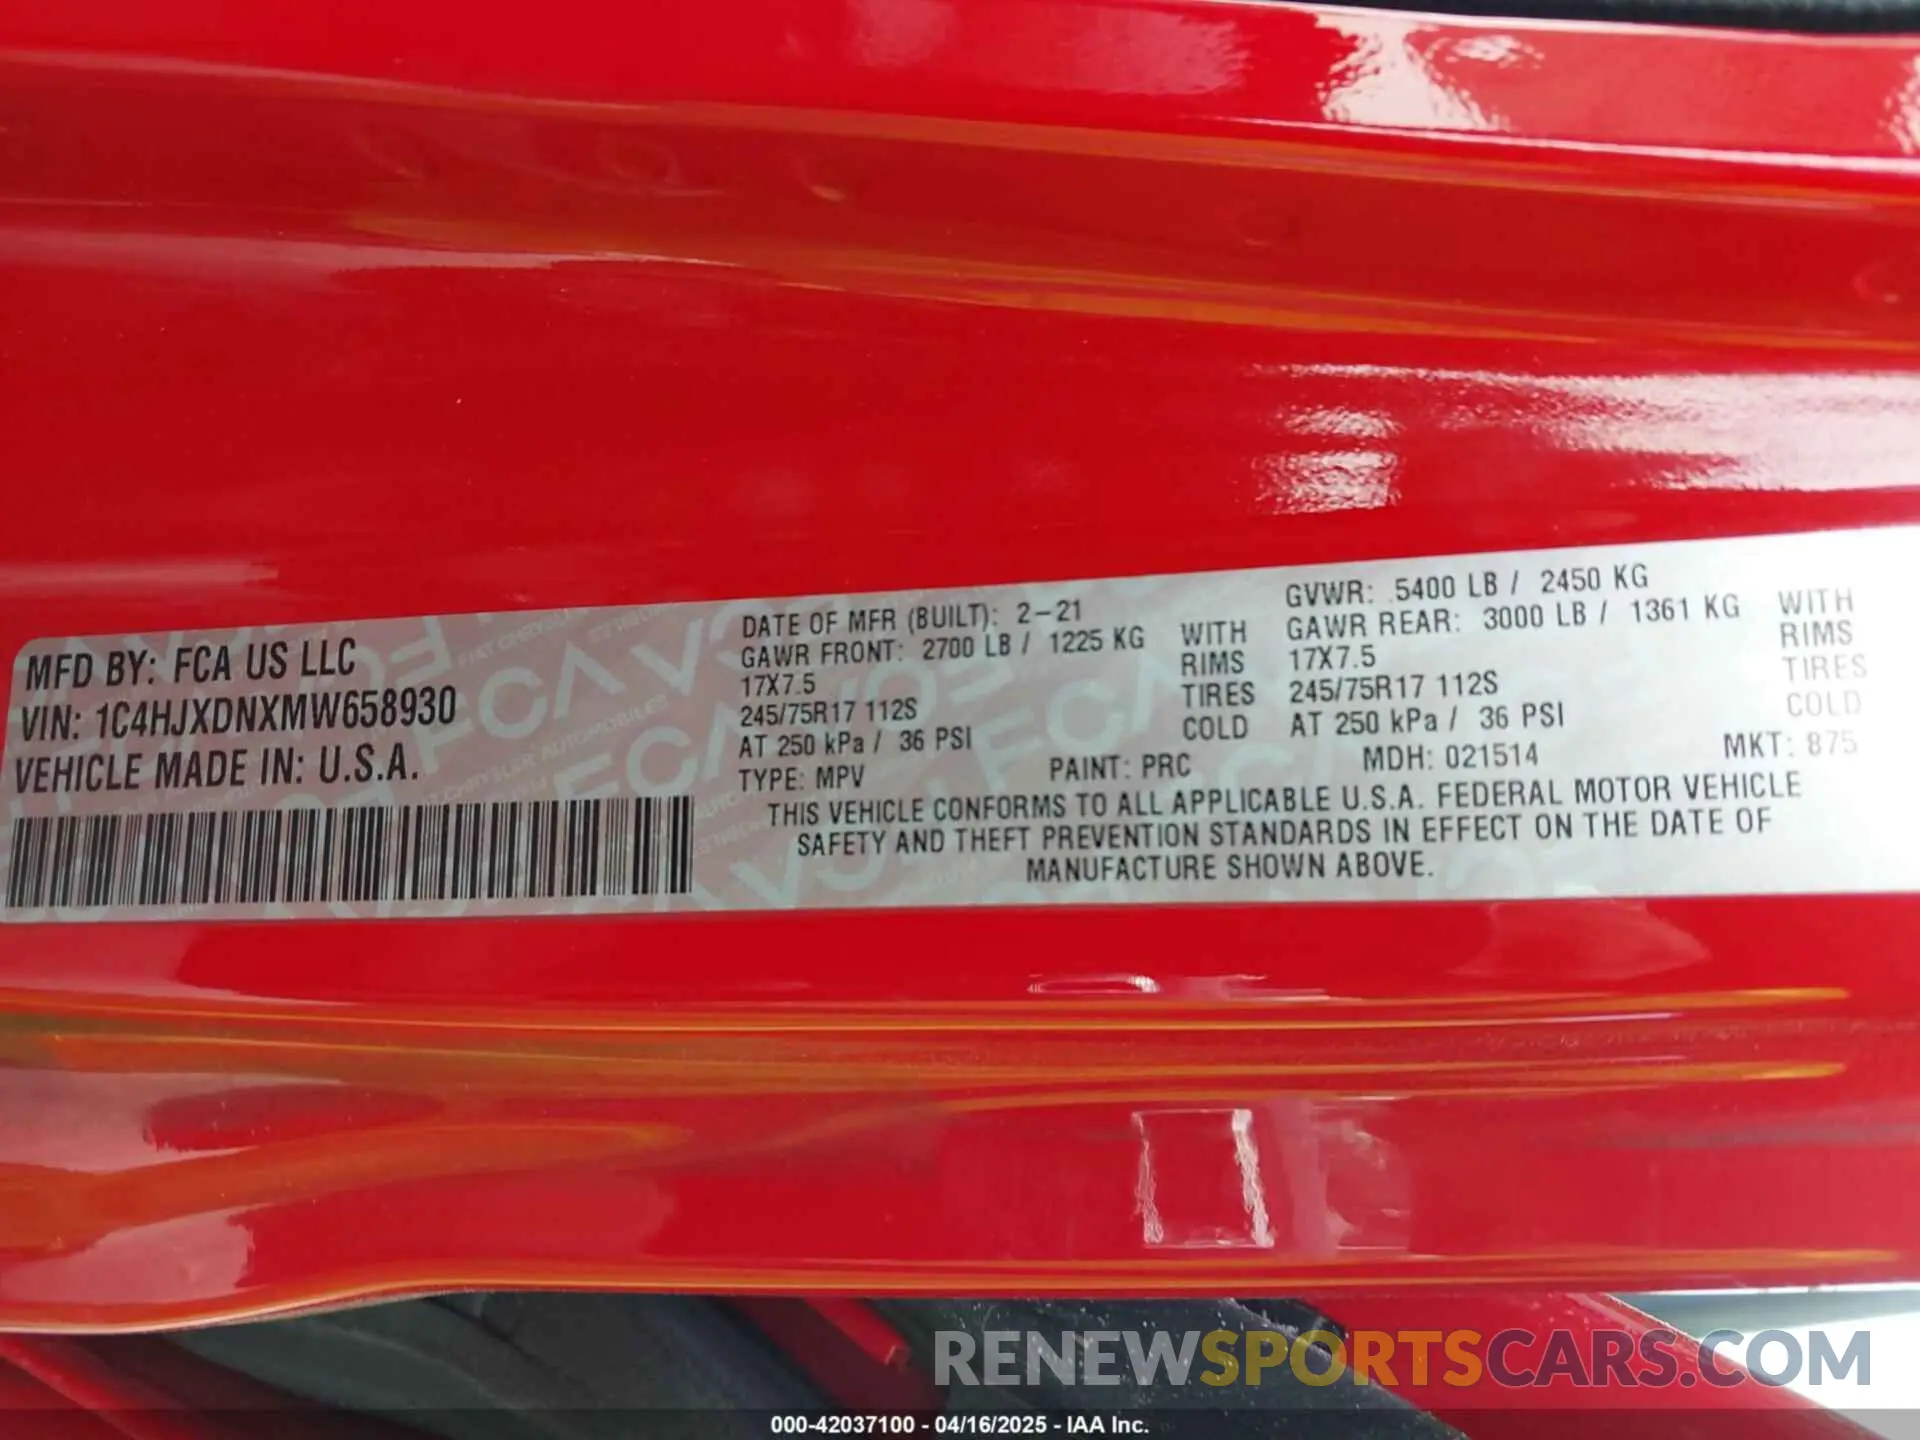 MFD BY: FCA US LLC
VIN: 1C4HJXDNXMW658930
VEHICLE MADE IN: U.S.A.
DATE OF MFR (BUILT): 2-21
GAWR FRONT: 2700 LB / 1225 KG WITH
17X7.5 RIMS
245/75R17 112S TIRES
AT 250 kPa / 36 PSI COLD
GVWR: 5400 LB / 2450 KG
GAWR REAR: 3000 LB / 1361 KG WITH
17X7.5 RIMS
245/75R17 112S TIRES
AT 250 kPa / 36 PSI COLD
TYPE: MPV PAINT: PRC MDH: 021514 MKT: 875
THIS VEHICLE CONFORMS TO ALL APPLICABLE U.S.A. FEDERAL MOTOR VEHICLE
SAFETY AND THEFT PREVENTION STANDARDS IN EFFECT ON THE DATE OF
MANUFACTURE SHOWN ABOVE.
RENEWSPORTSCARS.COM
000-42037100 - 04/16/2025 - IAA Inc.